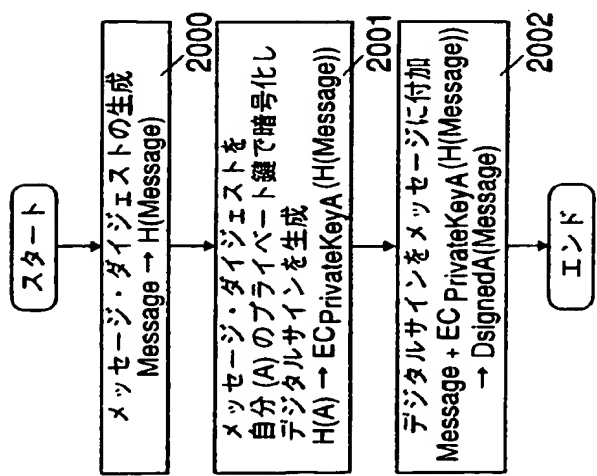 スタート
メッセージ・ダイジェストの生成
Message → H(Message)
2000
メッセージ・ダイジェストを
自分(A)のプライベート鍵で暗号化し
デジタルサインを生成
H(A) → ECPrivateKeyA (H(Message))
2001
デジタルサインをメッセージに付加
Message + EC PrivateKeyA (H(Message))
→ DsignedA(Message)
2002
エンド